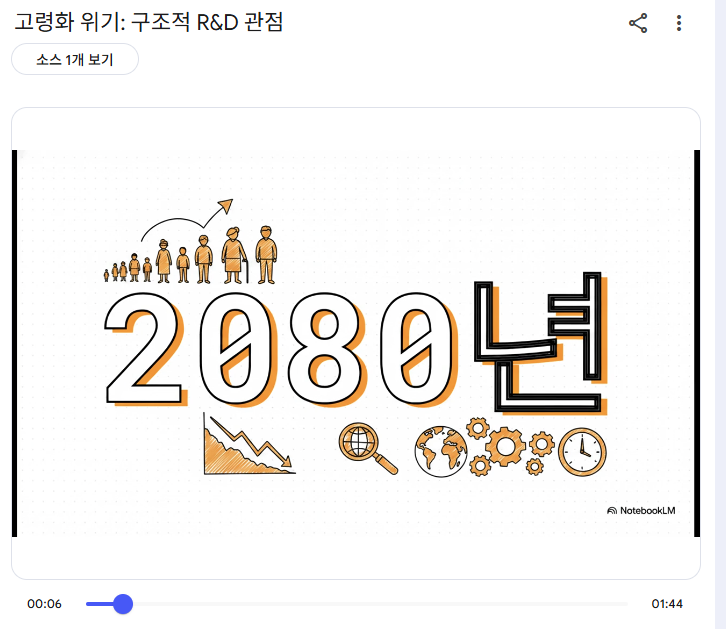 고령화 위기: 구조적 R&D 관점
소스 1개 보기
2080년
NotebookLM
00:06
01:44